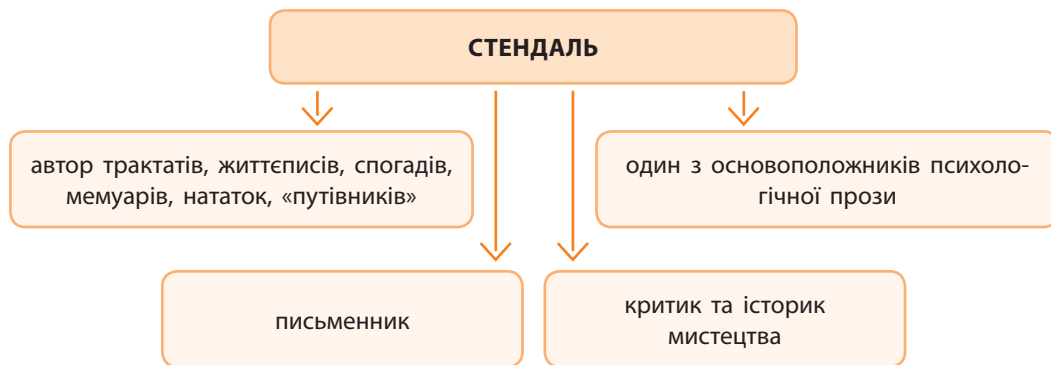 СТЕНДАЛЬ
автор трактатів, життєписів, спогадів,
мемуарів, нататок, «путівників»
один з основоположників психоло-
гічної прози
письменник
критик та історик
мистецтва